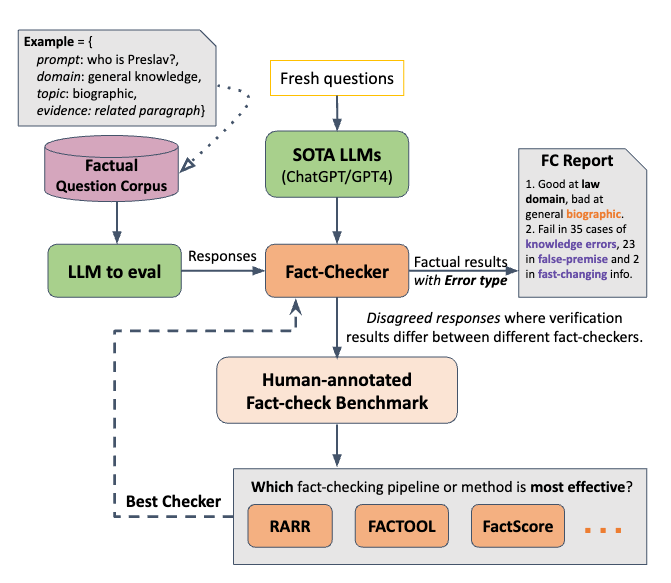 Example = {
prompt: who is Preslav?,
domain: general knowledge,
topic: biographic,
evidence: related paragraph}
Fresh questions
Factual
Question Corpus
SOTA LLMs
(ChatGPT/GPT4)
FC Report
1. Good at law
domain, bad at
general biographic.
2. Fail in 35 cases of
knowledge errors, 23
in false-premise and 2
in fast-changing info.
LLM to eval
Responses
Fact-Checker
Factual results
with Error type
Disagreed responses where verification
results differ between different fact-checkers.
Human-annotated
Fact-check Benchmark
Best Checker
Which fact-checking pipeline or method is most effective?
RARR
FACTOOL
FactScore
...